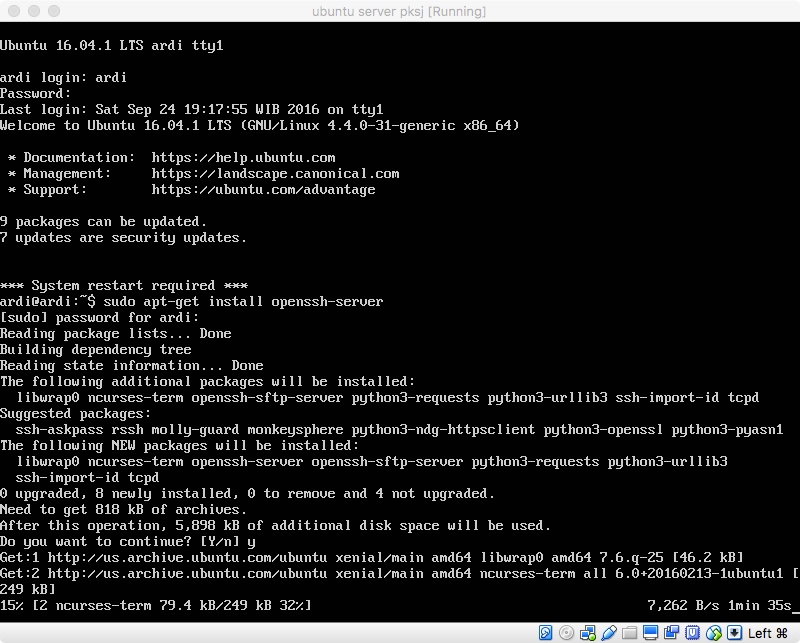 ubuntu server pksj [Running]
Ubuntu 16.04.1 LTS ardi tty1
ardi login: ardi
Password:
Last login: Sat Sep 24 19:17:55 WIB 2016 on tty1
Welcome to Ubuntu 16.04.1 LTS (GNU/Linux 4.4.0-31-generic x86_64)
* Documentation:  https://help.ubuntu.com
* Management:     https://landscape.canonical.com
* Support:        https://ubuntu.com/advantage
9 packages can be updated.
7 updates are security updates.
*** System restart required ***
ardi@ardi:~$ sudo apt-get install openssh-server
[sudo] password for ardi:
Reading package lists... Done
Building dependency tree
Reading state information... Done
The following additional packages will be installed:
  libwrap0 ncurses-term openssh-sftp-server python3-requests python3-urllib3 ssh-import-id tcpd
Suggested packages:
  ssh-askpass rssh molly-guard monkeysphere python3-ndg-httpsclient python3-openssl python3-pyasn1
The following NEW packages will be installed:
  libwrap0 ncurses-term openssh-server openssh-sftp-server python3-requests python3-urllib3
  ssh-import-id tcpd
0 upgraded, 8 newly installed, 0 to remove and 4 not upgraded.
Need to get 818 kB of archives.
After this operation, 5,898 kB of additional disk space will be used.
Do you want to continue? [Y/n] y
Get:1 http://us.archive.ubuntu.com/ubuntu xenial/main amd64 libwrap0 amd64 7.6.q-25 [46.2 kB]
Get:2 http://us.archive.ubuntu.com/ubuntu xenial/main amd64 ncurses-term all 6.0+20160213-1ubuntu1 [
249 kB]
15% [2 ncurses-term 79.4 kB/249 kB 32%] 7,262 B/s 1min 35s_
Left ⌘